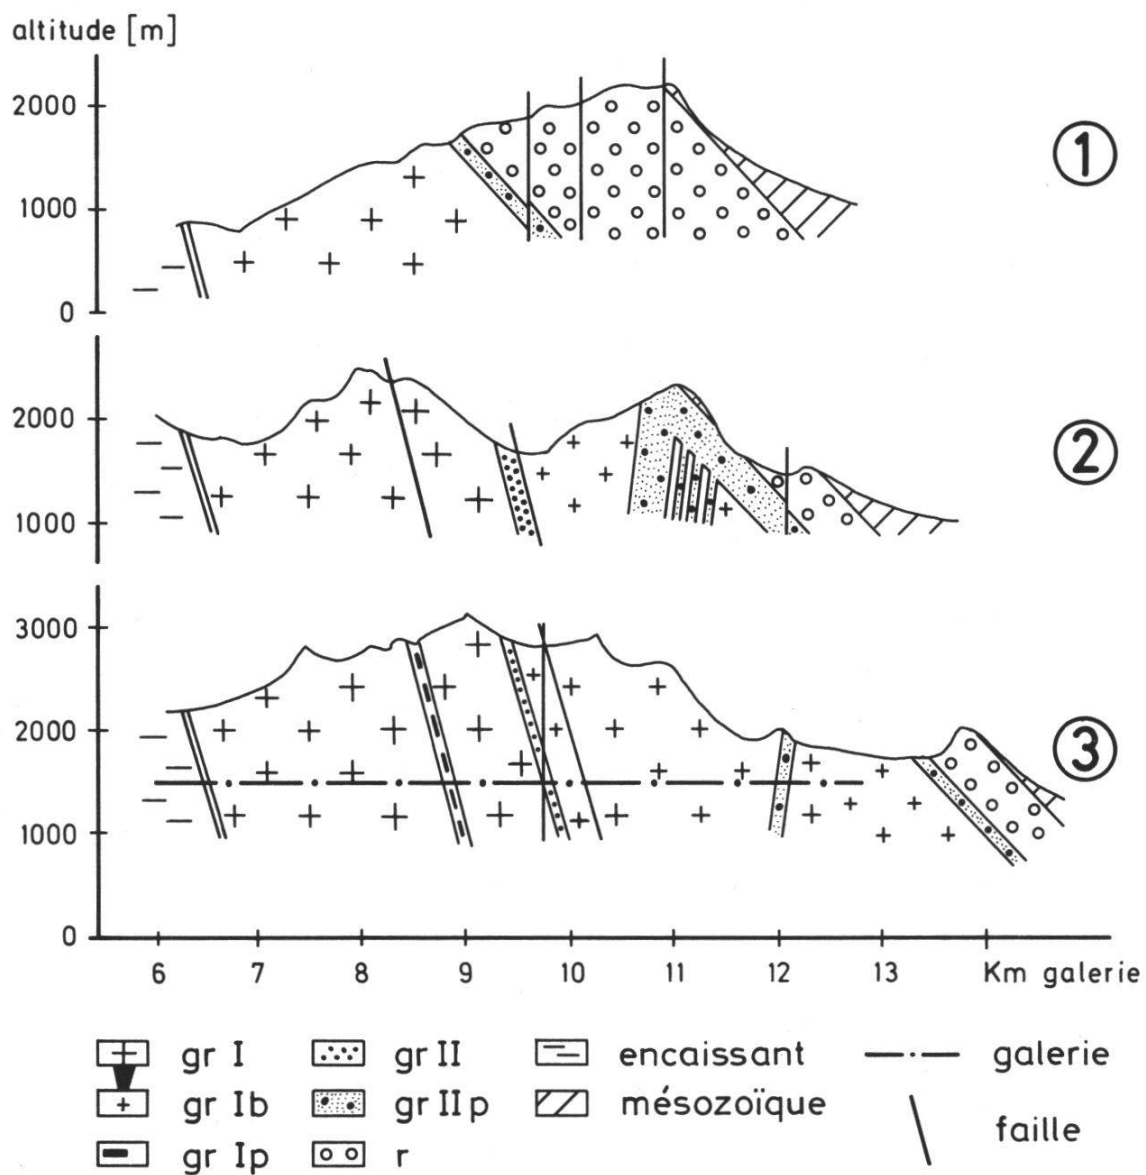 altitude [m]
2000
1000
0
1
2000
1000
2
3000
2000
1000
0
3
6 7 8 9 10 11 12 13 Km galerie
gr I gr II encaissant galerie
gr Ib gr II p mésozoïque faille
gr Ip r